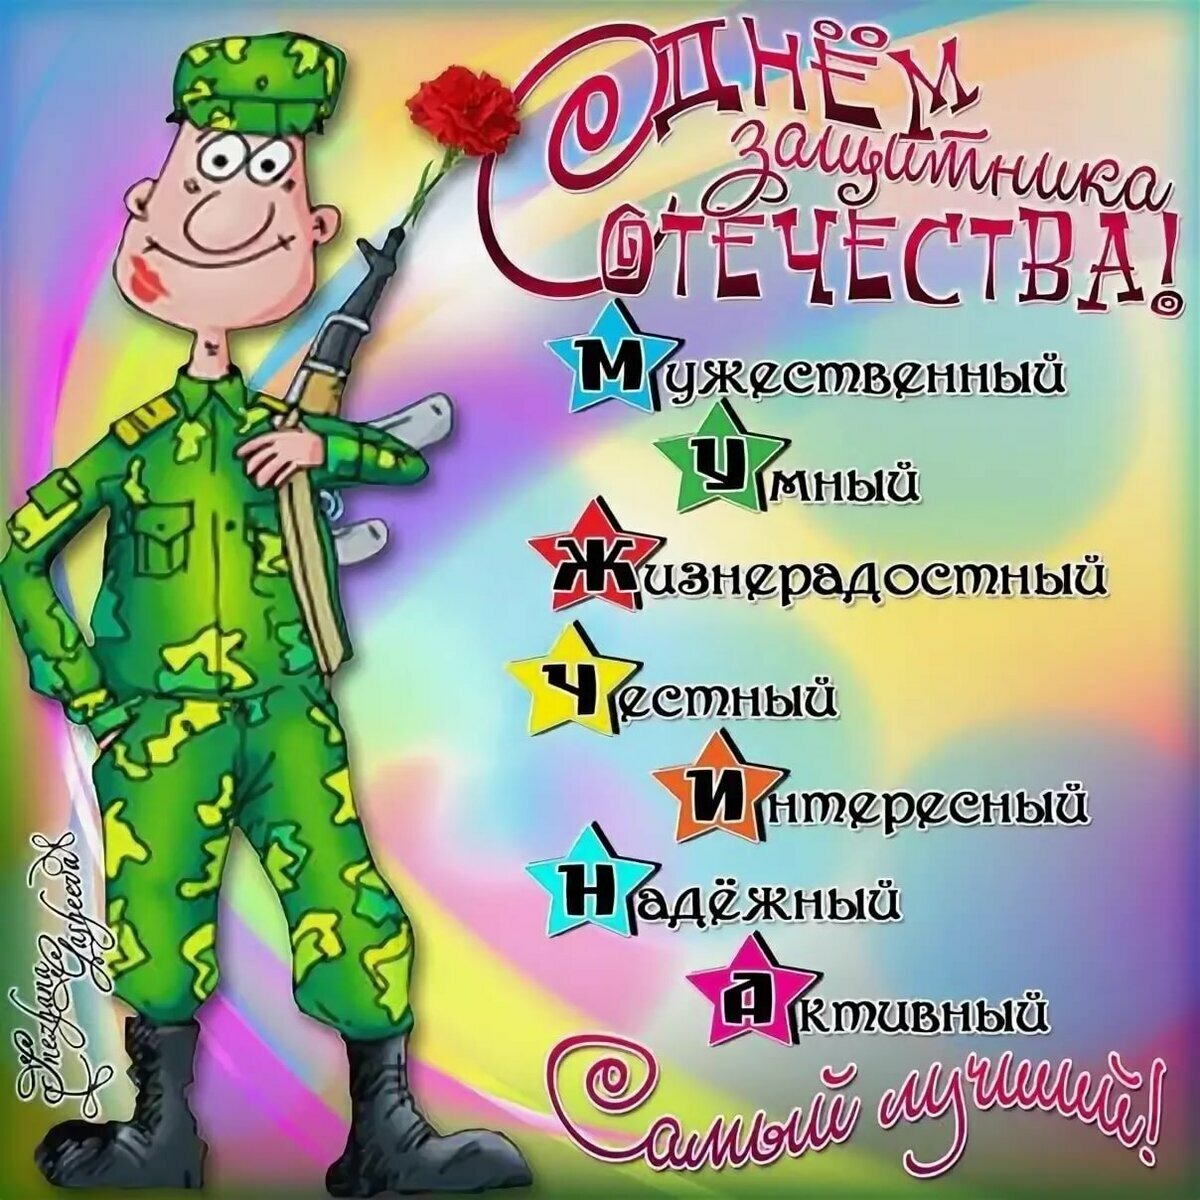 С ДНЁМ
защитника
ОТЕЧЕСТВА!
Мужественный
Умный
Жизнерадостный
Честный
Интересный
Надёжный
Активный
Самый лучший!